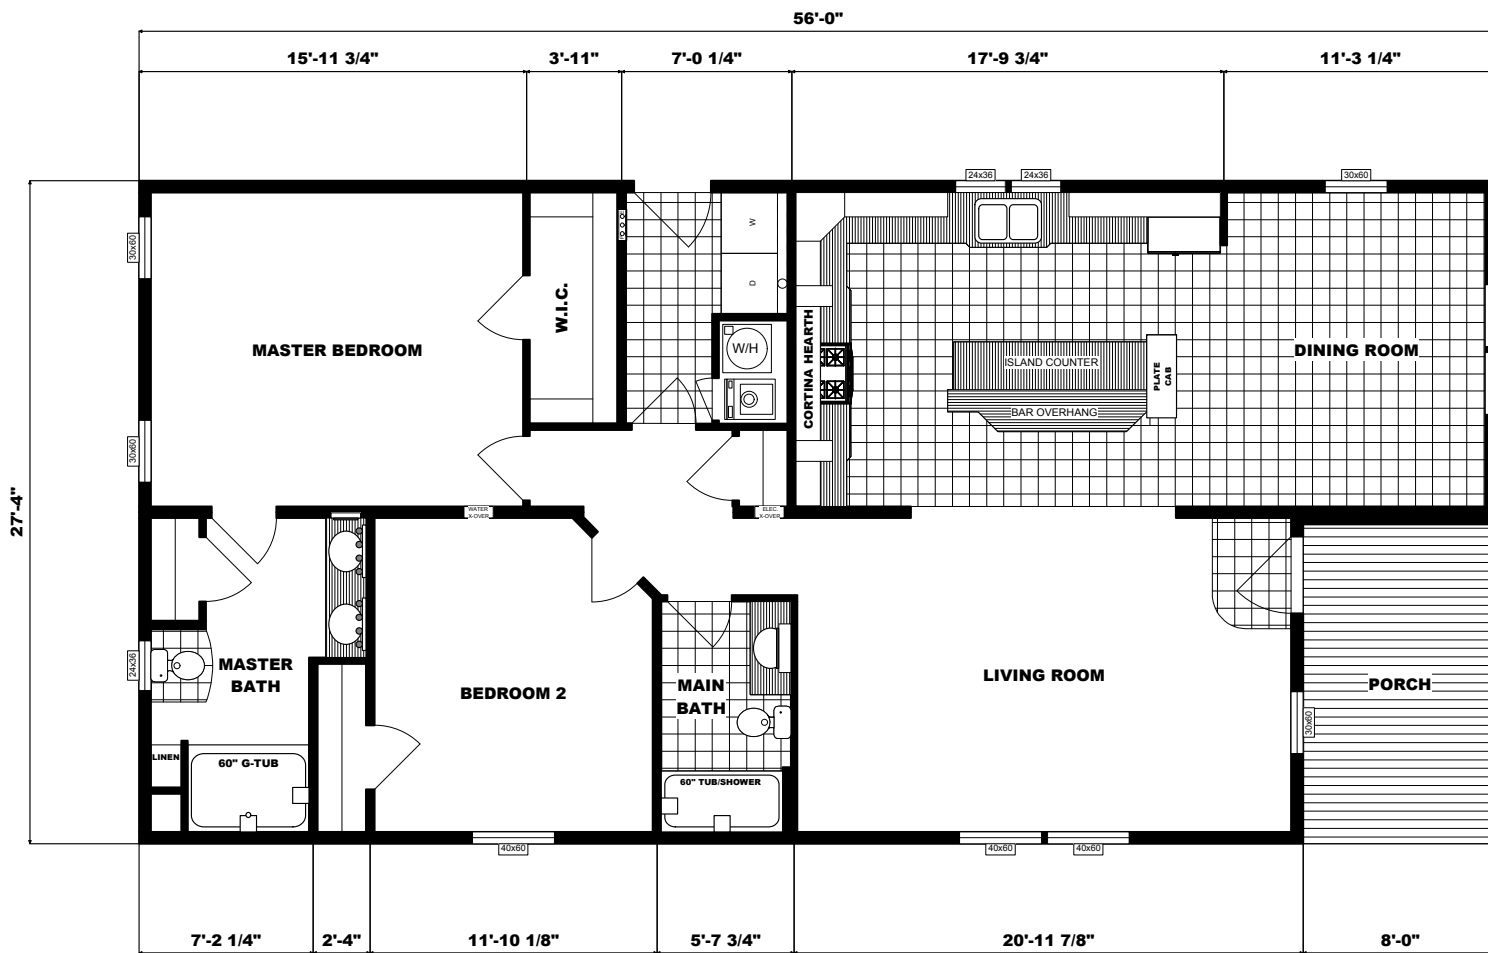 56'-0"
15'-11 3/4"
3'-11"
7'-0 1/4"
17'-9 3/4"
11'-3 1/4"
24x36
24x36
30x60
30x60
W
D
W.I.C.
W/H
MASTER BEDROOM
CORTINA HEARTH
ISLAND COUNTER
BAR OVERHANG
PLATE
CAB
DINING ROOM
30x60
27'-4"
WATER
X-OVER
ELEC.
X-OVER
24x36
MASTER
BATH
BEDROOM 2
MAIN
BATH
LIVING ROOM
PORCH
30x60
LINEN
60" G-TUB
60" TUB/SHOWER
40x60
40x60
40x60
7'-2 1/4"
2'-4"
11'-10 1/8"
5'-7 3/4"
20'-11 7/8"
8'-0"